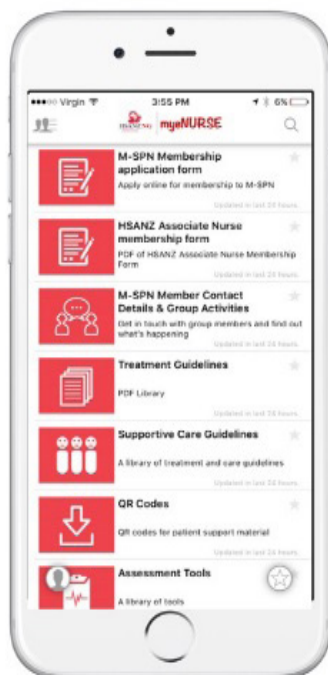 Virgin 3:55 PM 6%
HSANZ NG myeNURSE
M-SPN Membership
application form
Apply online for membership to M-SPN
Updated in last 24 hours
HSANZ Associate Nurse
membership form
PDF of HSANZ Associate Nurse Membership
Form
Updated in last 24 hours
M-SPN Member Contact
Details & Group Activities
Get in touch with group members and find out
what's happening
Updated in last 24 hours
Treatment Guidelines
PDF Library
Updated in last 24 hours
Supportive Care Guidelines
A library of treatment and care guidelines
Updated in last 24 hours
QR Codes
QR codes for patient support material
Updated in last 24 hours
Assessment Tools
A library of tools